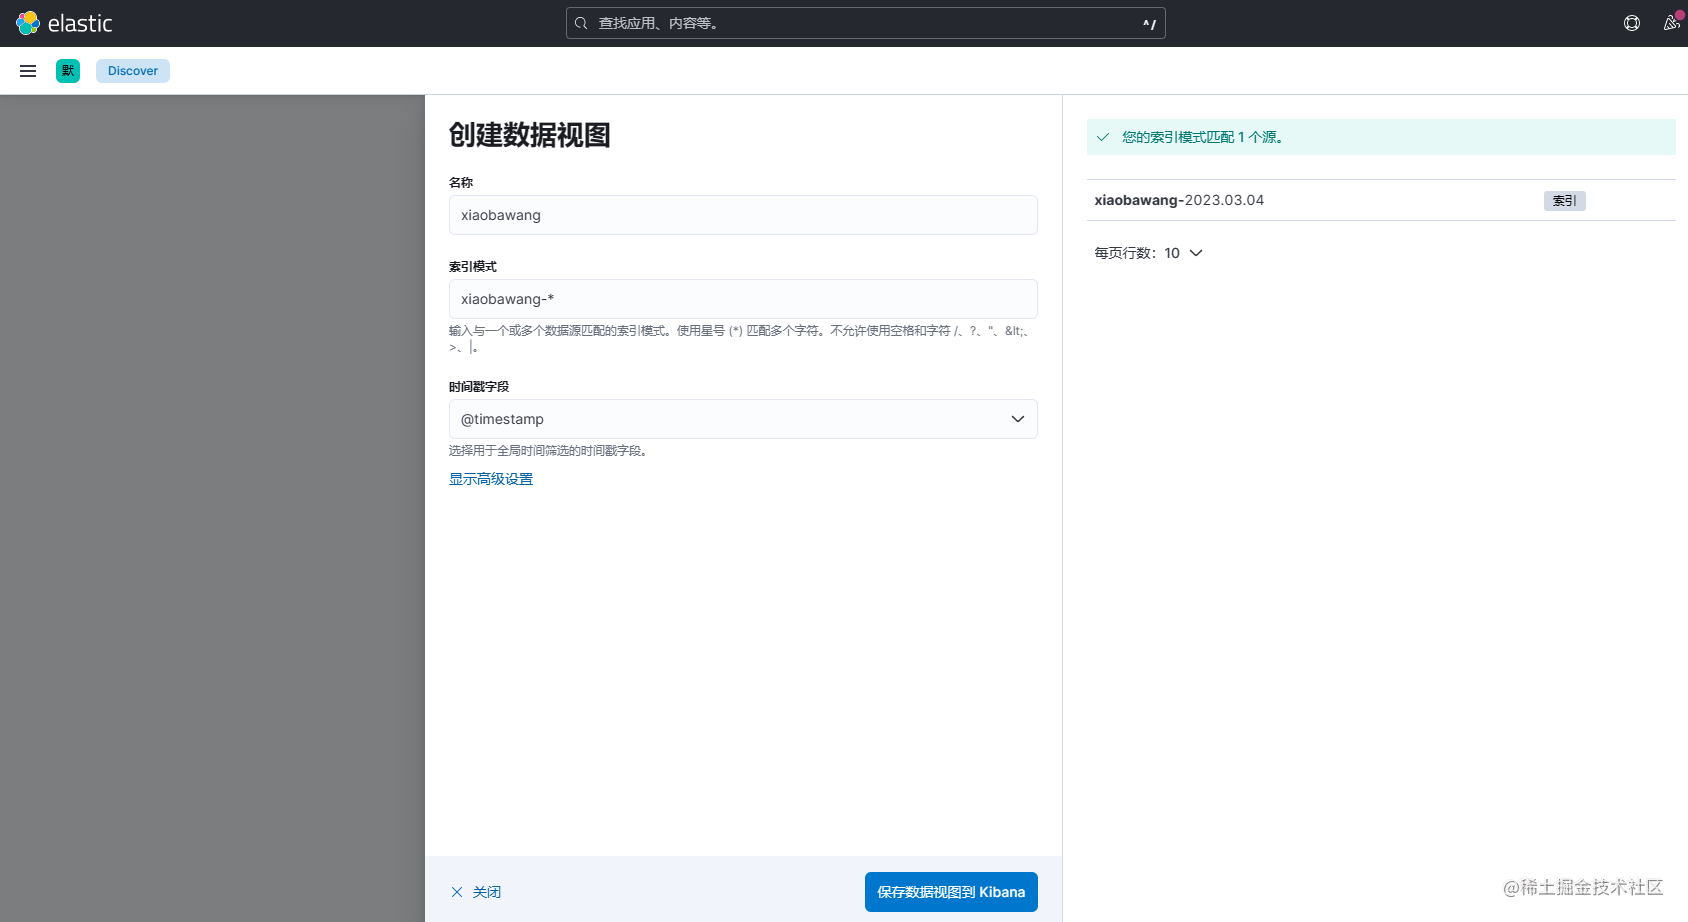 elastic
查找应用、内容等。
^/
默
Discover
创建数据视图
名称
xiaobawang
索引模式
xiaobawang-*
输入与一个或多个数据源匹配的索引模式。使用星号 (*) 匹配多个字符。不允许使用空格和字符 /、?、"、&lt;、
>、|。
时间戳字段
@timestamp
选择用于全局时间筛选的时间戳字段。
显示高级设置
关闭
保存数据视图到 Kibana
您的索引模式匹配 1 个源。
xiaobawang-2023.03.04
索引
每页行数：10
@稀土掘金技术社区